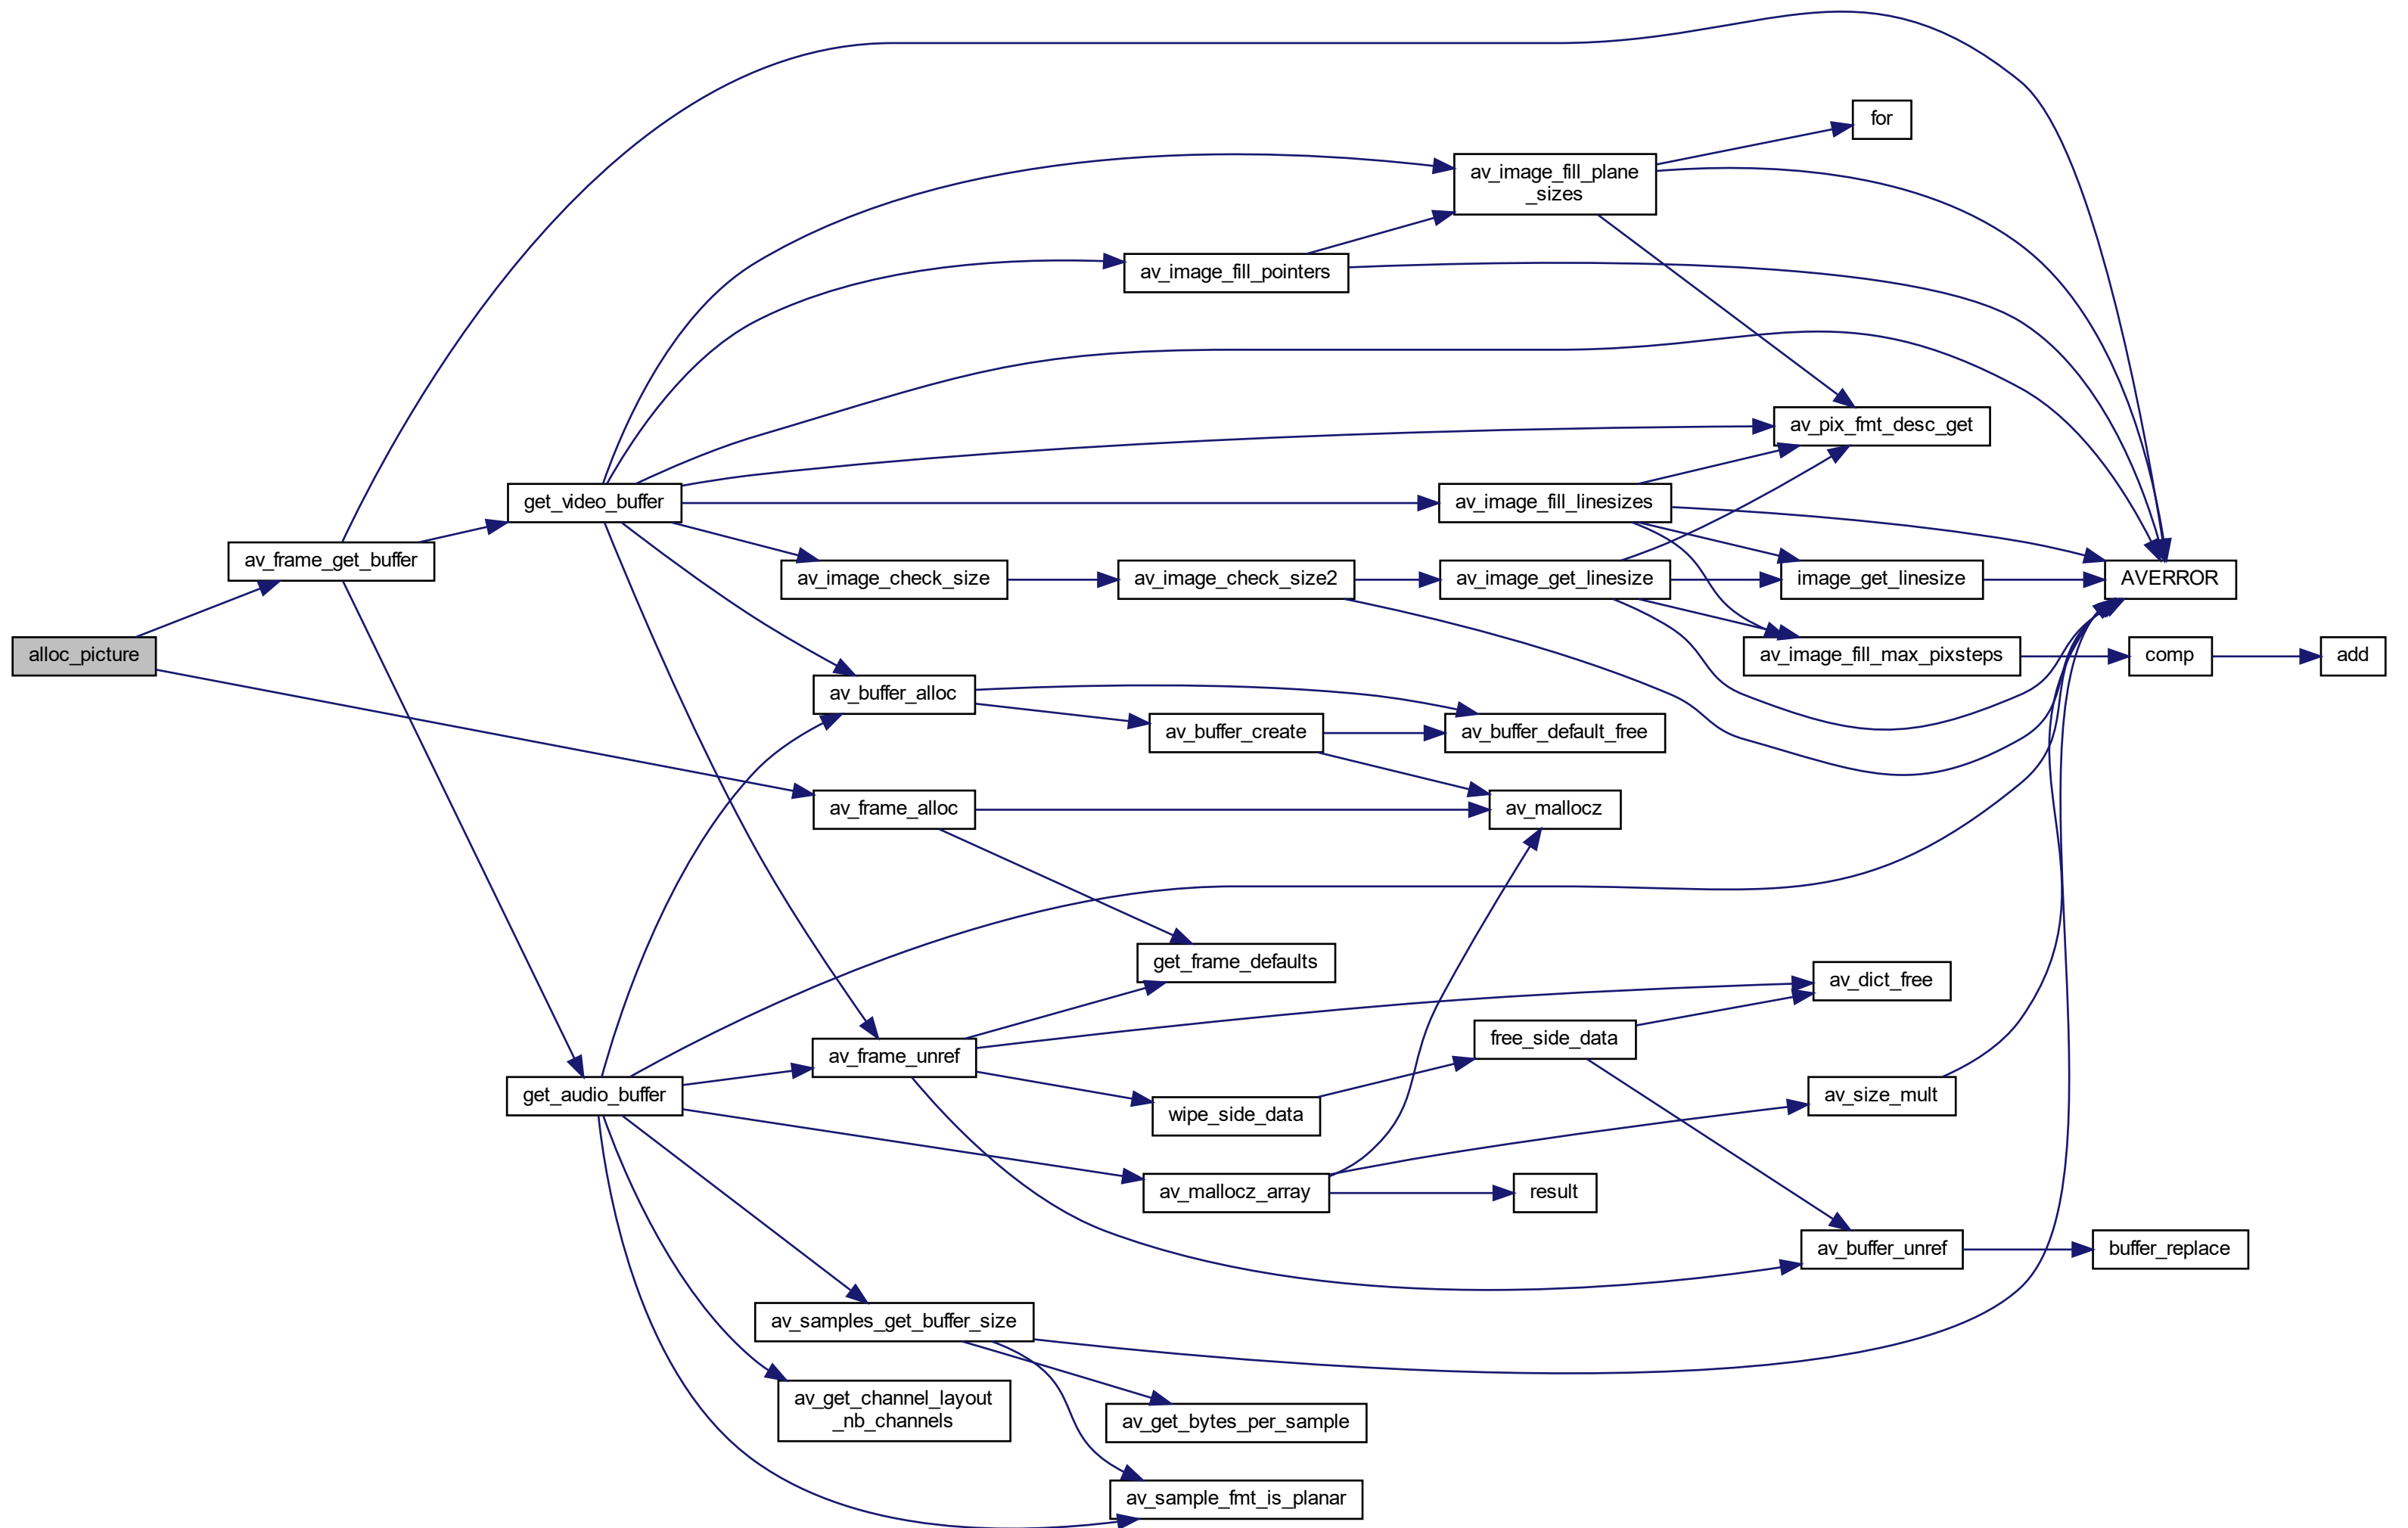 for
av_image_fill_plane
_sizes
av_image_fill_pointers
av_pix_fmt_desc_get
get_video_buffer
av_image_fill_linesizes
av_frame_get_buffer
av_image_check_size
av_image_check_size2
av_image_get_linesize
image_get_linesize
AVERROR
alloc_picture
av_image_fill_max_pixsteps
comp
add
av_buffer_alloc
av_buffer_create
av_buffer_default_free
av_frame_alloc
av_mallocz
get_frame_defaults
av_dict_free
av_frame_unref
free_side_data
get_audio_buffer
wipe_side_data
av_size_mult
av_mallocz_array
result
av_buffer_unref
buffer_replace
av_samples_get_buffer_size
av_get_channel_layout
_nb_channels
av_get_bytes_per_sample
av_sample_fmt_is_planar